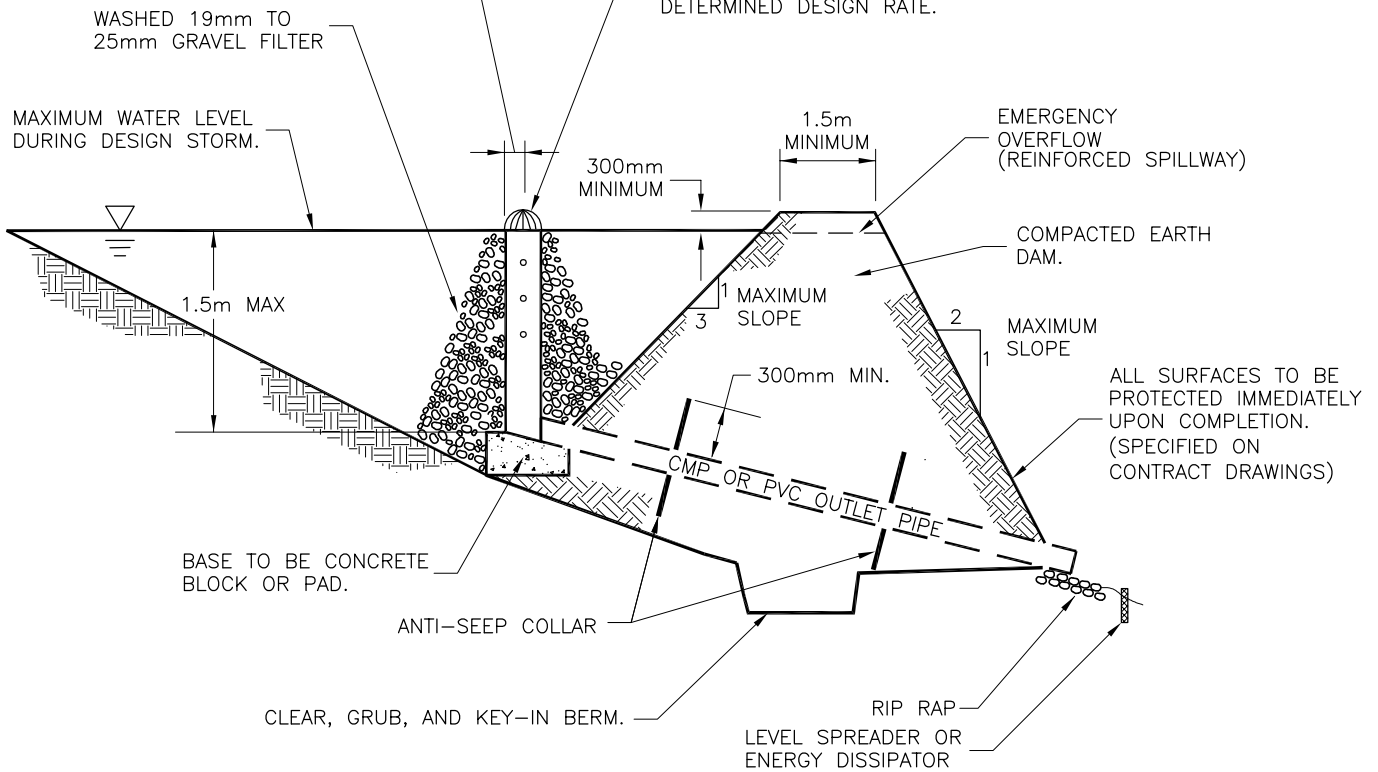 DETERMINED DESIGN RATE.
WASHED 19mm TO
25mm GRAVEL FILTER
MAXIMUM WATER LEVEL
DURING DESIGN STORM.
1.5m
MINIMUM
EMERGENCY
OVERFLOW
(REINFORCED SPILLWAY)
300mm
MINIMUM
COMPACTED EARTH
DAM.
1.5m MAX
1
3
MAXIMUM
SLOPE
2
1
MAXIMUM
SLOPE
300mm MIN.
ALL SURFACES TO BE
PROTECTED IMMEDIATELY
UPON COMPLETION.
(SPECIFIED ON
CONTRACT DRAWINGS)
CMP OR PVC OUTLET PIPE
BASE TO BE CONCRETE
BLOCK OR PAD.
ANTI-SEEP COLLAR
CLEAR, GRUB, AND KEY-IN BERM.
RIP RAP
LEVEL SPREADER OR
ENERGY DISSIPATOR